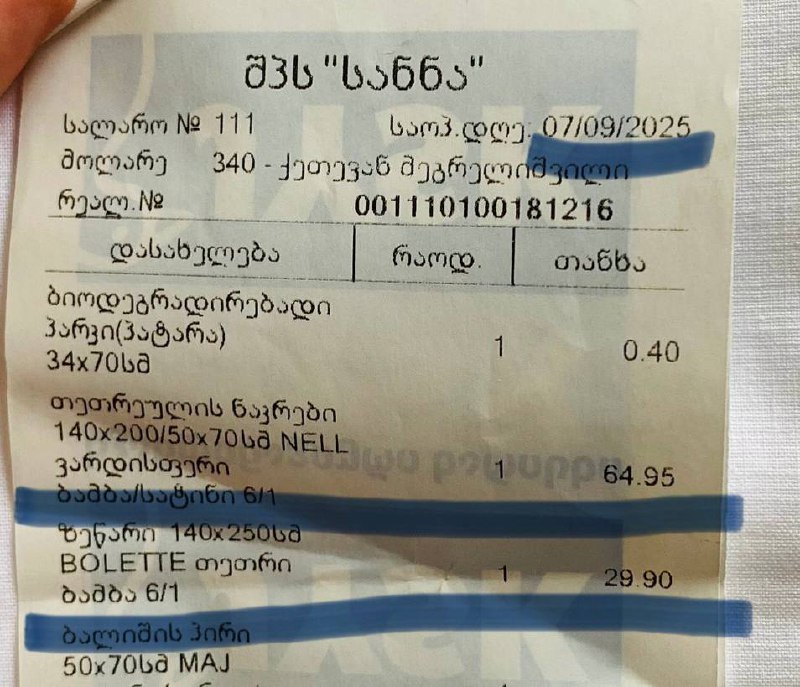 შპს "სანნა"
სალარო № 111 საოპ.დღე: 07/09/2025
მოლარე 340 - ქეთევან მეგრელიშვილი
რეალ.№ 001110100181216
დასახელება რაოდ. თანხა
ბიოდეგრადირებადი
პარკი(პატარა) 1 0.40
34x70სმ
თეთრეულის ნაკრები
140x200/50x70სმ NELL
ვარდისფერი 1 64.95
ბამბა/სატინი 6/1
ზეწარი 140x250სმ
BOLETTE თეთრი 1 29.90
ბამბა 6/1
ბალიშის პირი
50x70სმ MAJ